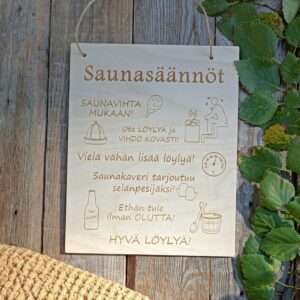 Saunasäännöt
SAUNAVIHTA
MUKAAN!
Ota LÖYLYÄ ja
VIHDO KOVASTI!
Vielä vähän lisää löylyä!
Saunakaveri tarjoutuu
selänpesijäksi!
Ethän tule
ilman OLUTTA!
HYVÄ LÖYLYÄ!